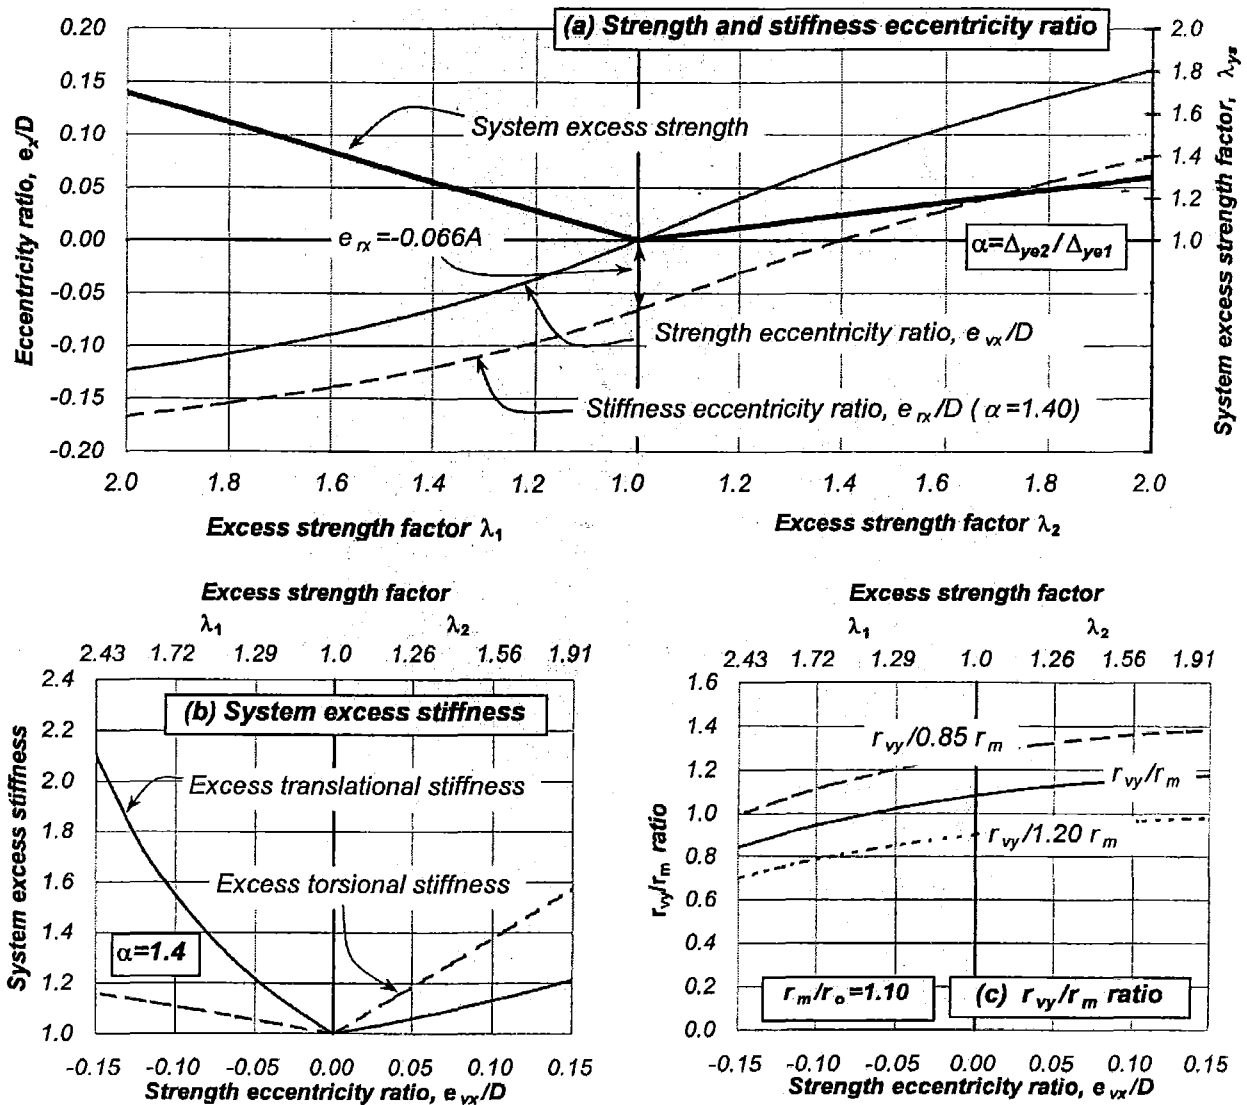 (a) Strength and stiffness eccentricity ratio
0.20
0.15
0.10
0.05
0.00
-0.05
-0.10
-0.15
-0.20
Eccentricity ratio, eₓ/D
2.0
1.8
1.6
1.4
1.2
1.0
System excess strength factor, λys
System excess strength
e rx =-0.066A
α=Δye2/Δye1
Strength eccentricity ratio, e vx/D
Stiffness eccentricity ratio, e rx/D ( α =1.40)
2.0 1.8 1.6 1.4 1.2 1.0 1.2 1.4 1.6 1.8 2.0
Excess strength factor λ₁
Excess strength factor λ₂
Excess strength factor
λ₁ λ₂
2.43 1.72 1.29 1.0 1.26 1.56 1.91
(b) System excess stiffness
2.4
2.2
2.0
1.8
1.6
1.4
1.2
1.0
System excess stiffness
Excess translational stiffness
Excess torsional stiffness
α=1.4
-0.15 -0.10 -0.05 0.00 0.05 0.10 0.15
Strength eccentricity ratio, e vx/D
Excess strength factor
λ₁ λ₂
2.43 1.72 1.29 1.0 1.26 1.56 1.91
1.6
1.4
1.2
1.0
0.8
0.6
0.4
0.2
0.0
rvy/rm ratio
r vy/0.85 r m
r vy/r m
r vy/1.20 r m
r m/r o=1.10
(c) r vy/r m ratio
-0.15 -0.10 -0.05 0.00 0.05 0.10 0.15
Strength eccentricity ratio, e vx/D